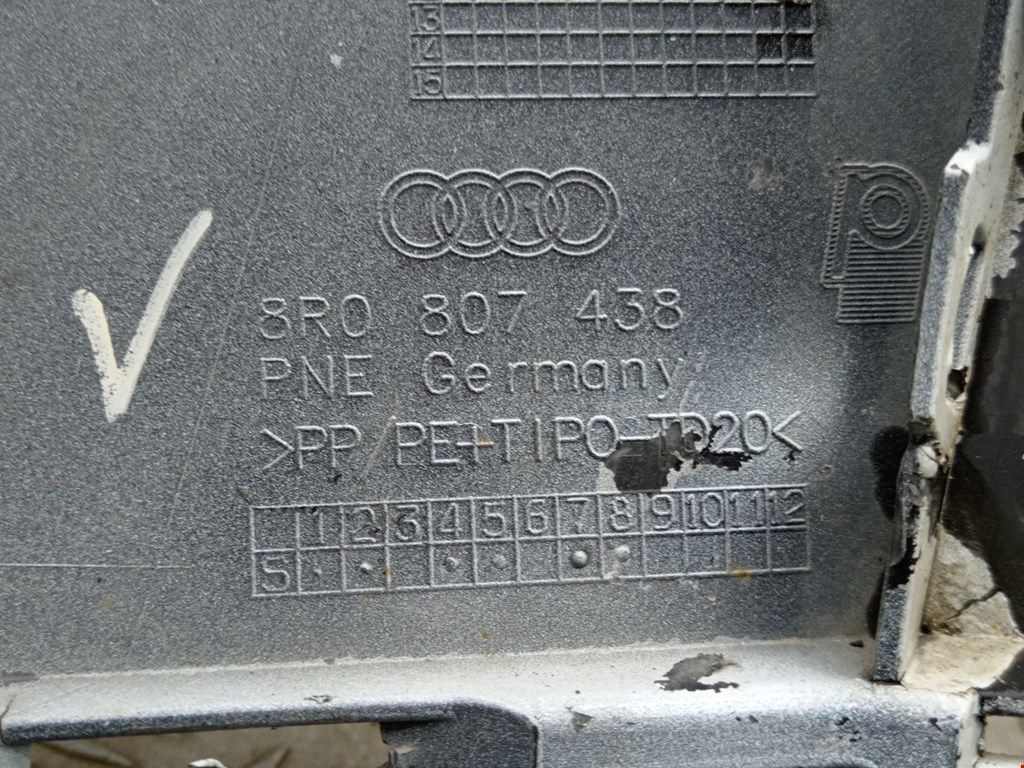 13
14
15
8R0 807 438
PNE Germany
>PP/PE+TIPO-TD20<
1 2 3 4 5 6 7 8 9 10 11 12
5